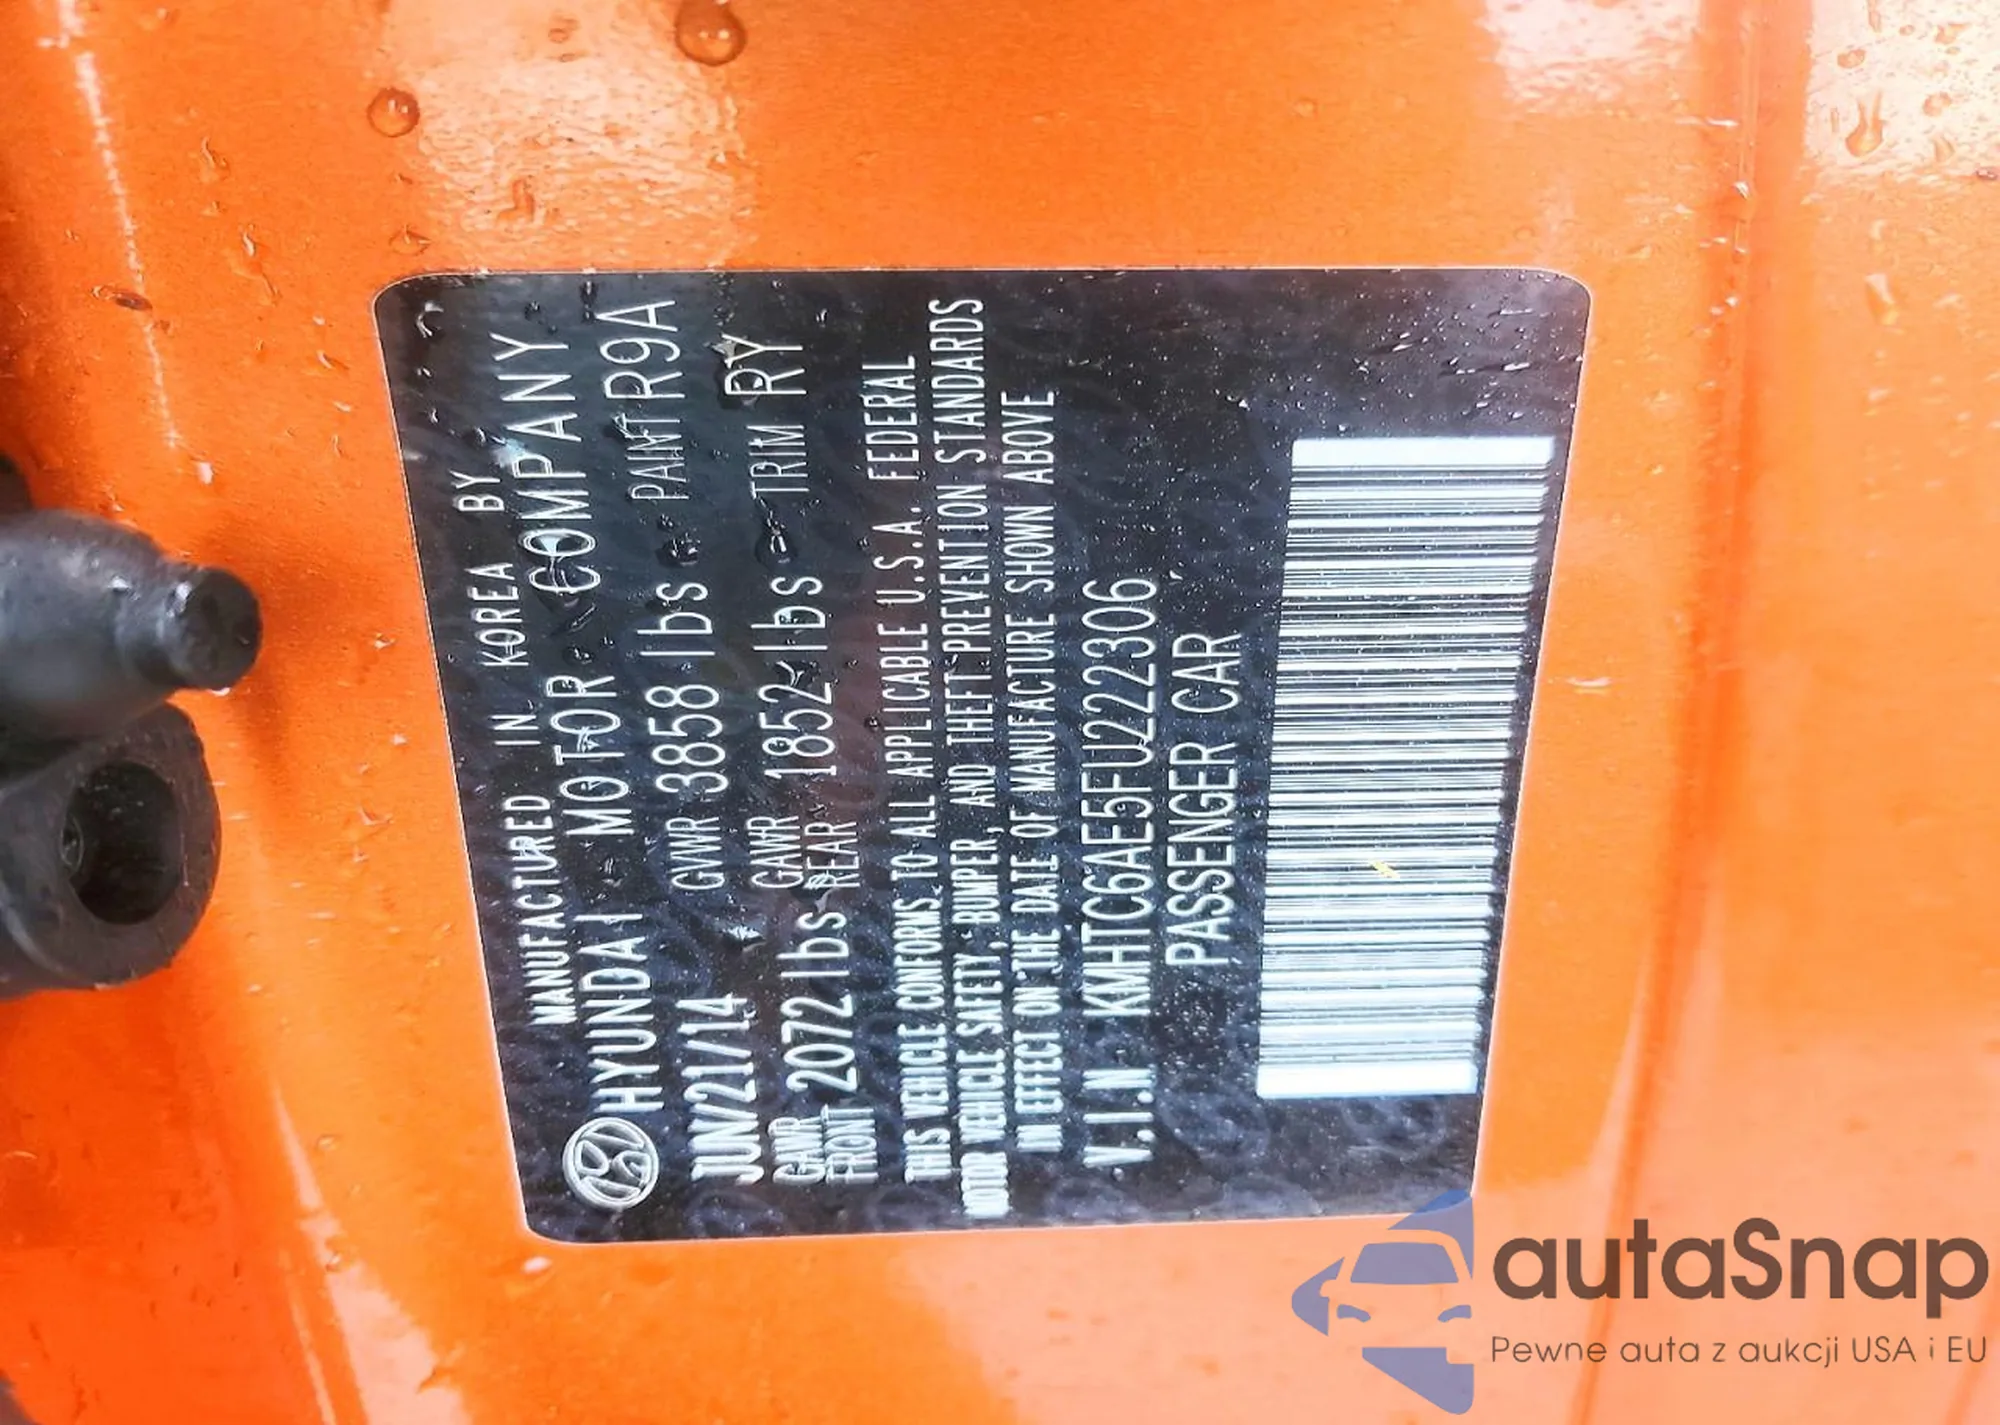 MANUFACTURED IN KOREA BY
HYUNDAI MOTOR COMPANY
JUN/21/14 GVWR 3858 lbs PAINT R9A
GAWR FRONT 2072 lbs GAWR REAR 1852 lbs TRIM RY RY
THIS VEHICLE CONFORMS TO ALL APPLICABLE U.S.A. FEDERAL
MOTOR VEHICLE SAFETY, BUMPER, AND THEFT PREVENTION STANDARDS
IN EFFECT ON THE DATE OF MANUFACTURE SHOWN ABOVE
V.I.N KMHTC6AE5FU222306
PASSENGER CAR
autaSnap
Pewne auta z aukcji USA i EU